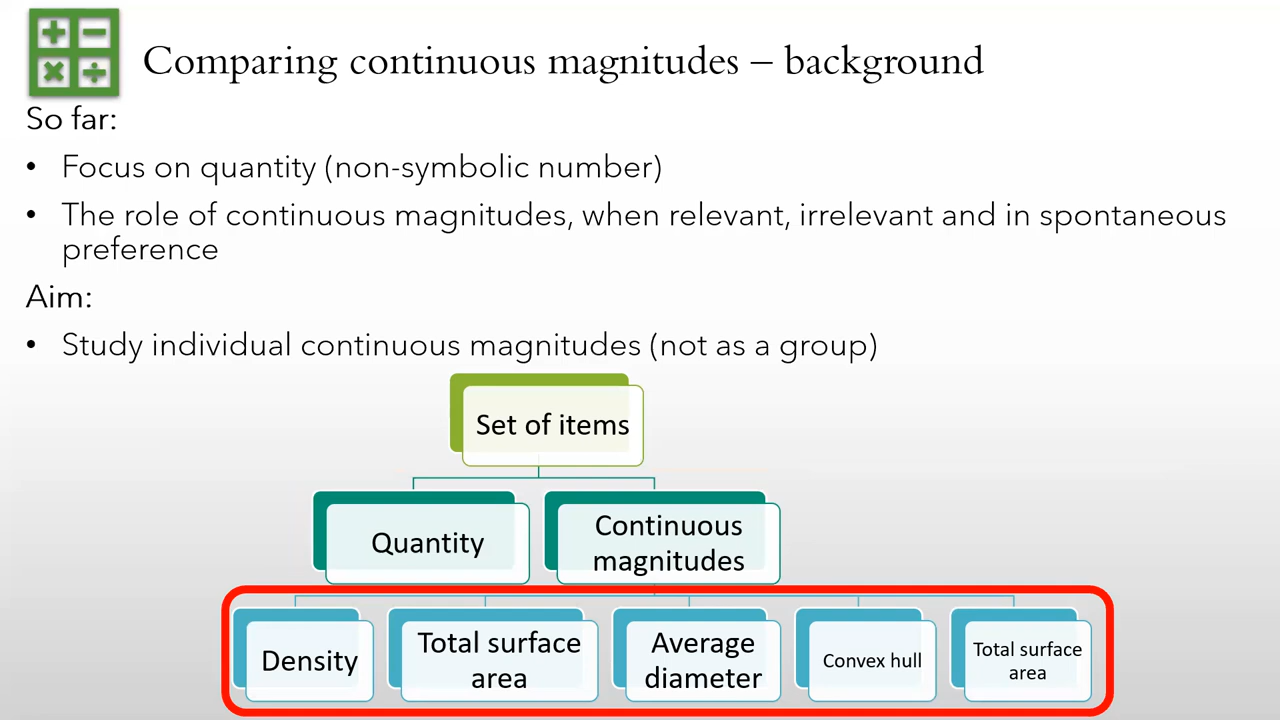 Comparing continuous magnitudes – background
So far:
• Focus on quantity (non-symbolic number)
• The role of continuous magnitudes, when relevant, irrelevant and in spontaneous
preference
Aim:
• Study individual continuous magnitudes (not as a group)
Set of items
Quantity
Continuous
magnitudes
Density
Total surface
area
Average
diameter
Convex hull
Total surface
area